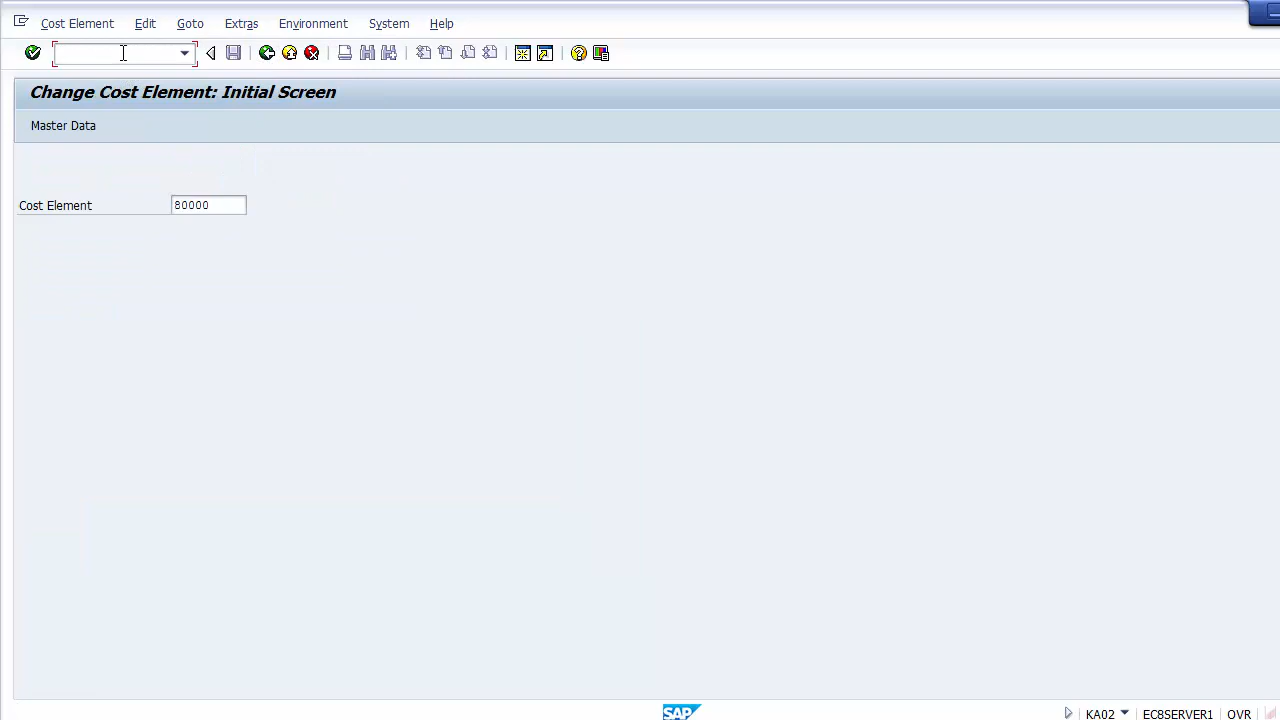 Cost Element Edit Goto Extras Environment System Help
Change Cost Element: Initial Screen
Master Data
Cost Element 80000
SAP KA02 EC8SERVER1 OVR